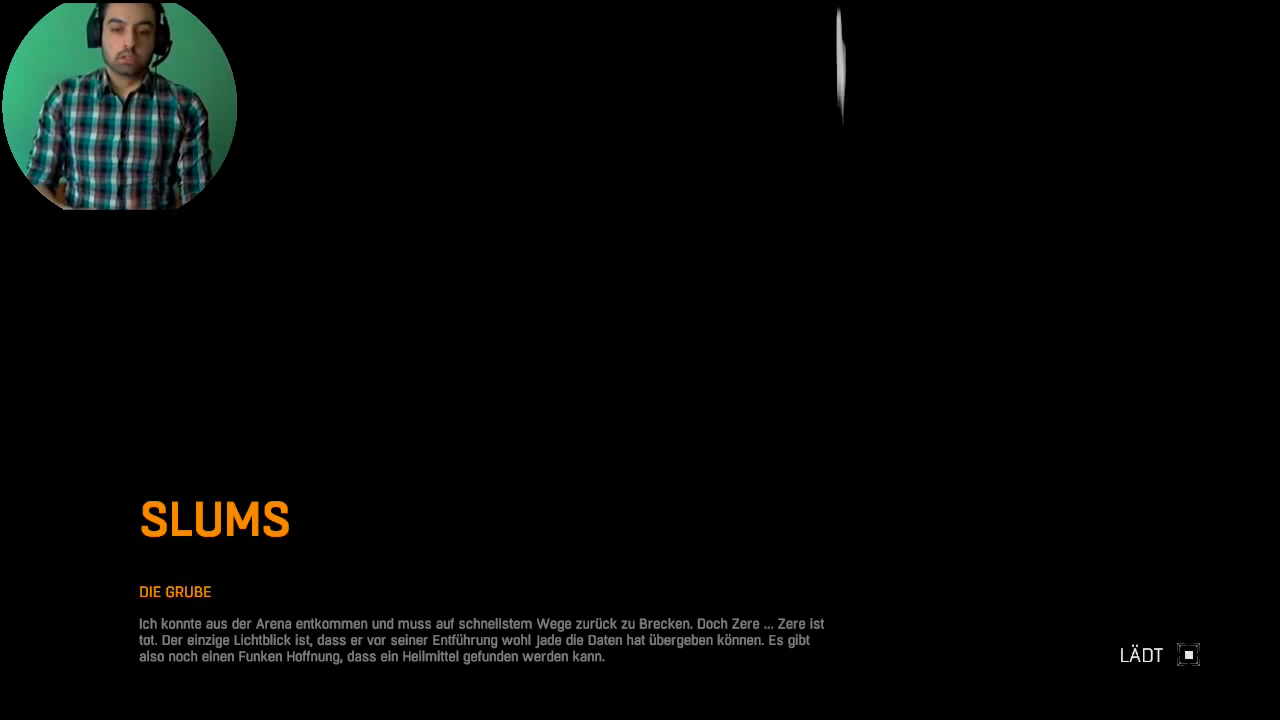 SLUMS
DIE GRUBE
Ich konnte aus der Arena entkommen und muss auf schnellstem Wege zurück zu Brecken. Doch Zere ... Zere ist
tot. Der einzige Lichtblick ist, dass er vor seiner Entführung wohl Jade die Daten hat übergeben können. Es gibt
also noch einen Funken Hoffnung, dass ein Heilmittel gefunden werden kann.
LÄDT